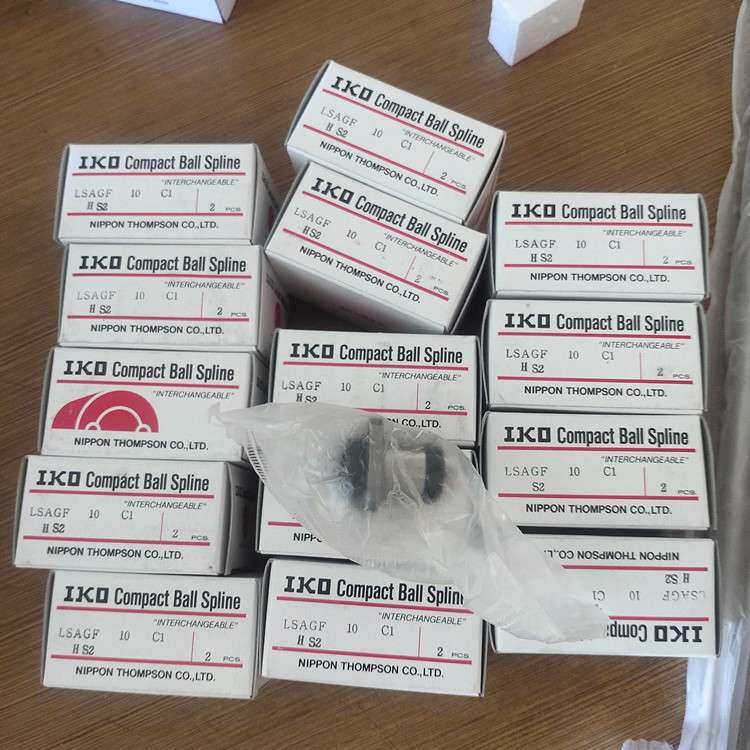 IKO Compact Ball Spline
"INTERCHANGEABLE"
LSAGF 10 C1
H S2
2 PCS.
NIPPON THOMPSON CO.,LTD.
IKO Compact Ball Spline
"INTERCHANGEABLE"
LSAGF 10 C1
H S2
2 PCS.
NIPPON THOMPSON CO.,LTD.
IKO Compact Ball Spline
"INTERCHANGEABLE"
NIPPON THOMPSON CO.,LTD.
IKO Compact Ball Spline
"INTERCHANGEABLE"
LSAGF 10 C1
H S2
2 PCS.
NIPPON THOMPSON CO.,LTD.
IKO Compact Ball Spline
"INTERCHANGEABLE"
LSAGF 10 C1
H S2
2 PCS.
NIPPON THOMPSON CO.,LTD.
IKO Compact Ball Spline
"INTERCHANGEABLE"
LSAGF 10 C1
H S2
2 PCS.
NIPPON THOMPSON CO.,LTD.
IKO Compact Ball Spline
"INTERCHANGEABLE"
LSAGF 10 C1
H S2
2 PCS.
NIPPON THOMPSON CO.,LTD.
IKO Compact Ball Spline
"INTERCHANGEABLE"
LSAGF 10 C1
H S2
2 PCS.
CO.,LTD.
IKO Compact Ball Spline
"INTERCHANGEABLE"
LSAGF 10 C1
H S2
2 PCS.
NIPPON THOMPSON CO.,LTD.
IKO Compact Ball Spline
"INTERCHANGEABLE"
LSAGF 10 C1
H S2
2 PCS.
NIPPON THOMPSON CO.,LTD.
IKO Compact Ball Spline
"INTERCHANGEABLE"
LSAGF 10 C1
H S2
2 PCS.
NIPPON THOMPSON CO.,LTD.
IKO Compact Ball Spline
"INTERCHANGEABLE"
LSAGF 10 C1
S2
2 PCS.
NIPPON THOMPSON CO.,LTD.
IKO
LSAGF 10 C1
H S2
NIPPON THOMPSON